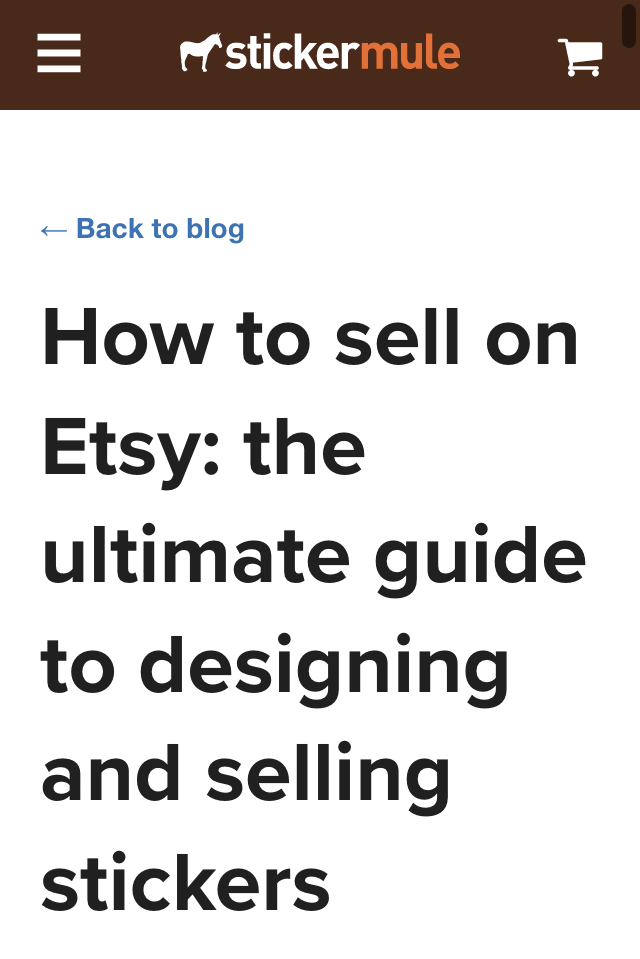 stickermule
← Back to blog
How to sell on
Etsy: the
ultimate guide
to designing
and selling
stickers